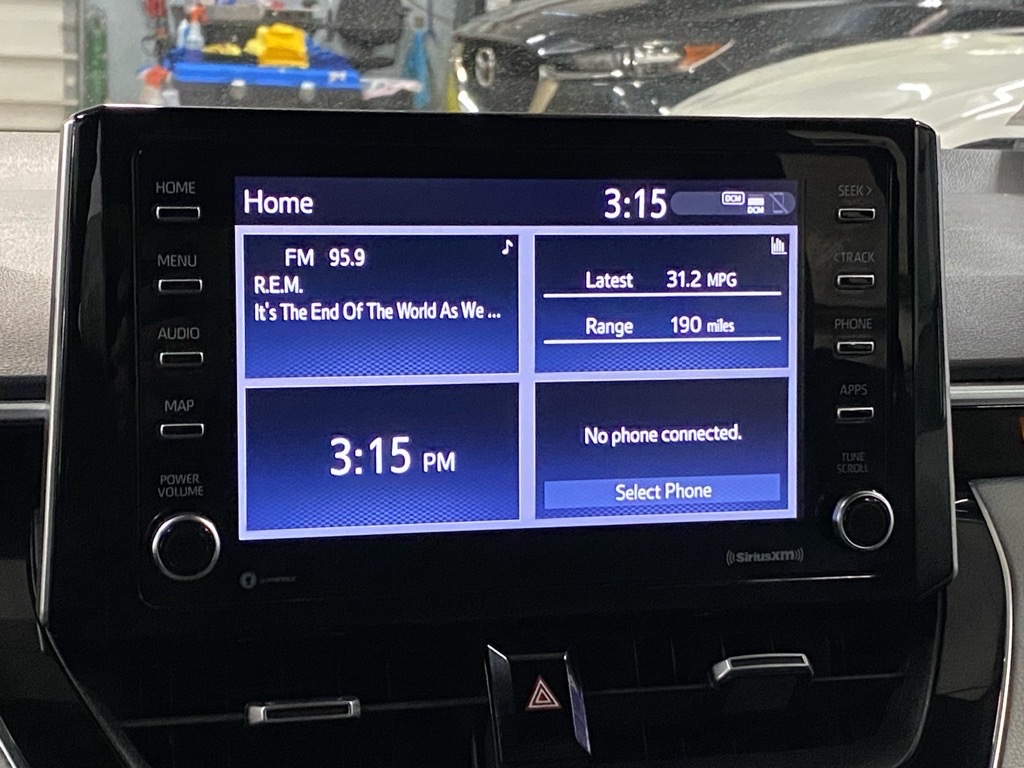 HOME
MENU
AUDIO
MAP
POWER
VOLUME
Home
3:15
DCM
DCM
FM 95.9
R.E.M.
It's The End Of The World As We ...
Latest 31.2 MPG
Range 190 miles
3:15 PM
No phone connected.
Select Phone
SEEK >
< TRACK
PHONE
APPS
TUNE
SCROLL
SiriusXM